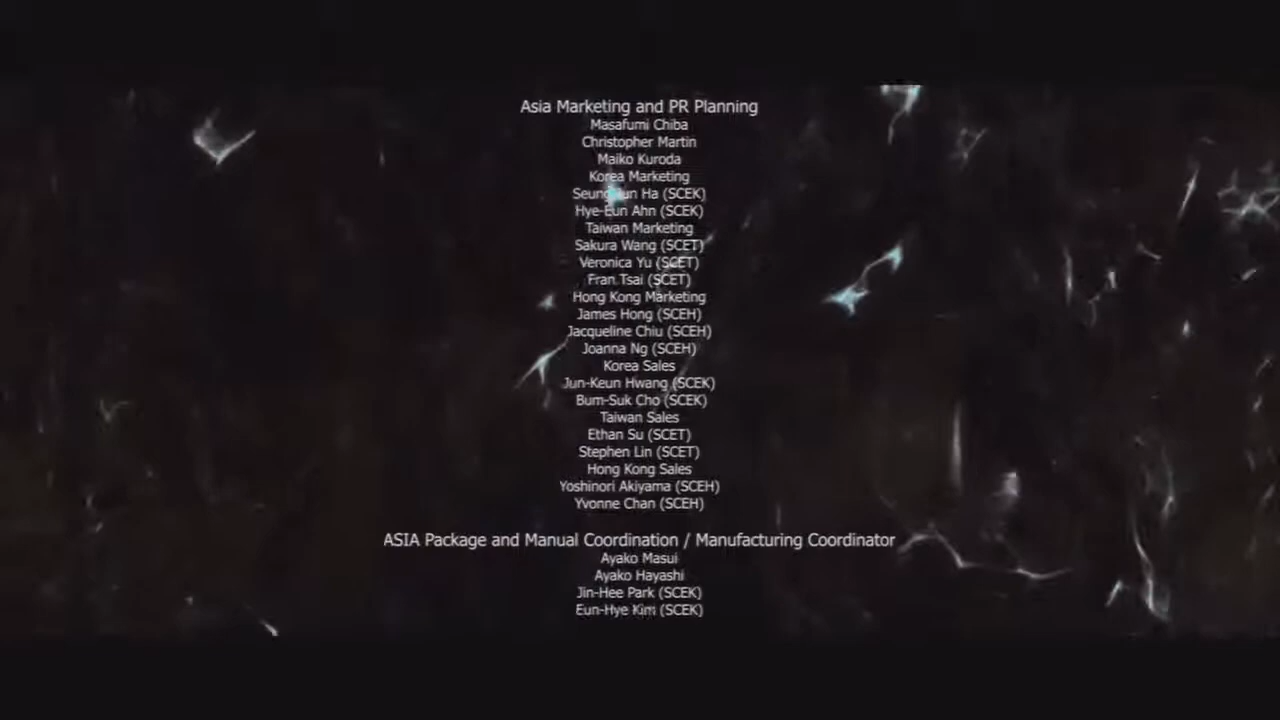 Asia Marketing and PR Planning
Masafumi Chiba
Christopher Martin
Maiko Kuroda
Korea Marketing
Ha (SCEK)
Hye-Eun Ahn (SCEK)
Taiwan Marketing
Sakura Wang (SCET)
Veronica Yu (SCET)
Fran Tsai (SCET)
Hong Kong Marketing
James Hong (SCEH)
Jacqueline Chiu (SCEH)
Joanna Ng (SCEH)
Korea Sales
Jun-Keun Hwang (SCEK)
Bum-Suk Cho (SCEK)
Taiwan Sales
Ethan Su (SCET)
Stephen Lin (SCET)
Hong Kong Sales
Yoshinori Akiyama (SCEH)
Yvonne Chan (SCEH)
ASIA Package and Manual Coordination / Manufacturing Coordinator
Ayako Masui
Ayako Hayashi
Jin-Hee Park (SCEK)
Eun-Hye Kim (SCEK)